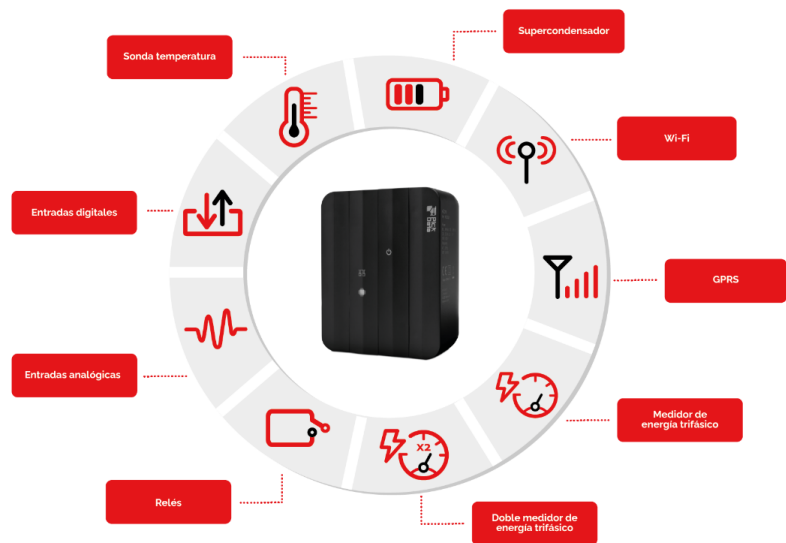 Supercondensador
Sonda temperatura
Wi-Fi
Entradas digitales
GPRS
Entradas analógicas
Medidor de
energía trifásico
X2
Relés
Doble medidor de
energía trifásico